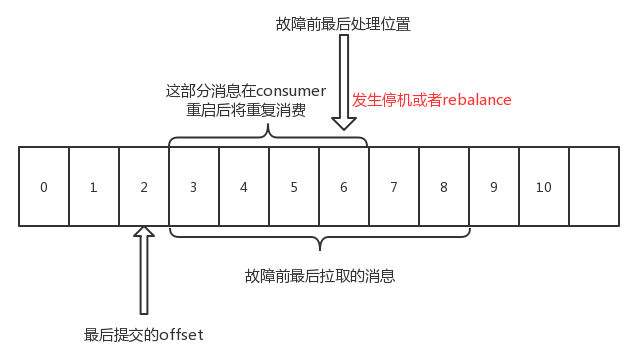 故障前最后处理位置
这部分消息在consumer
重启后将重复消费
发生停机或者rebalance
0 1 2 3 4 5 6 7 8 9 10
故障前最后拉取的消息
最后提交的offset